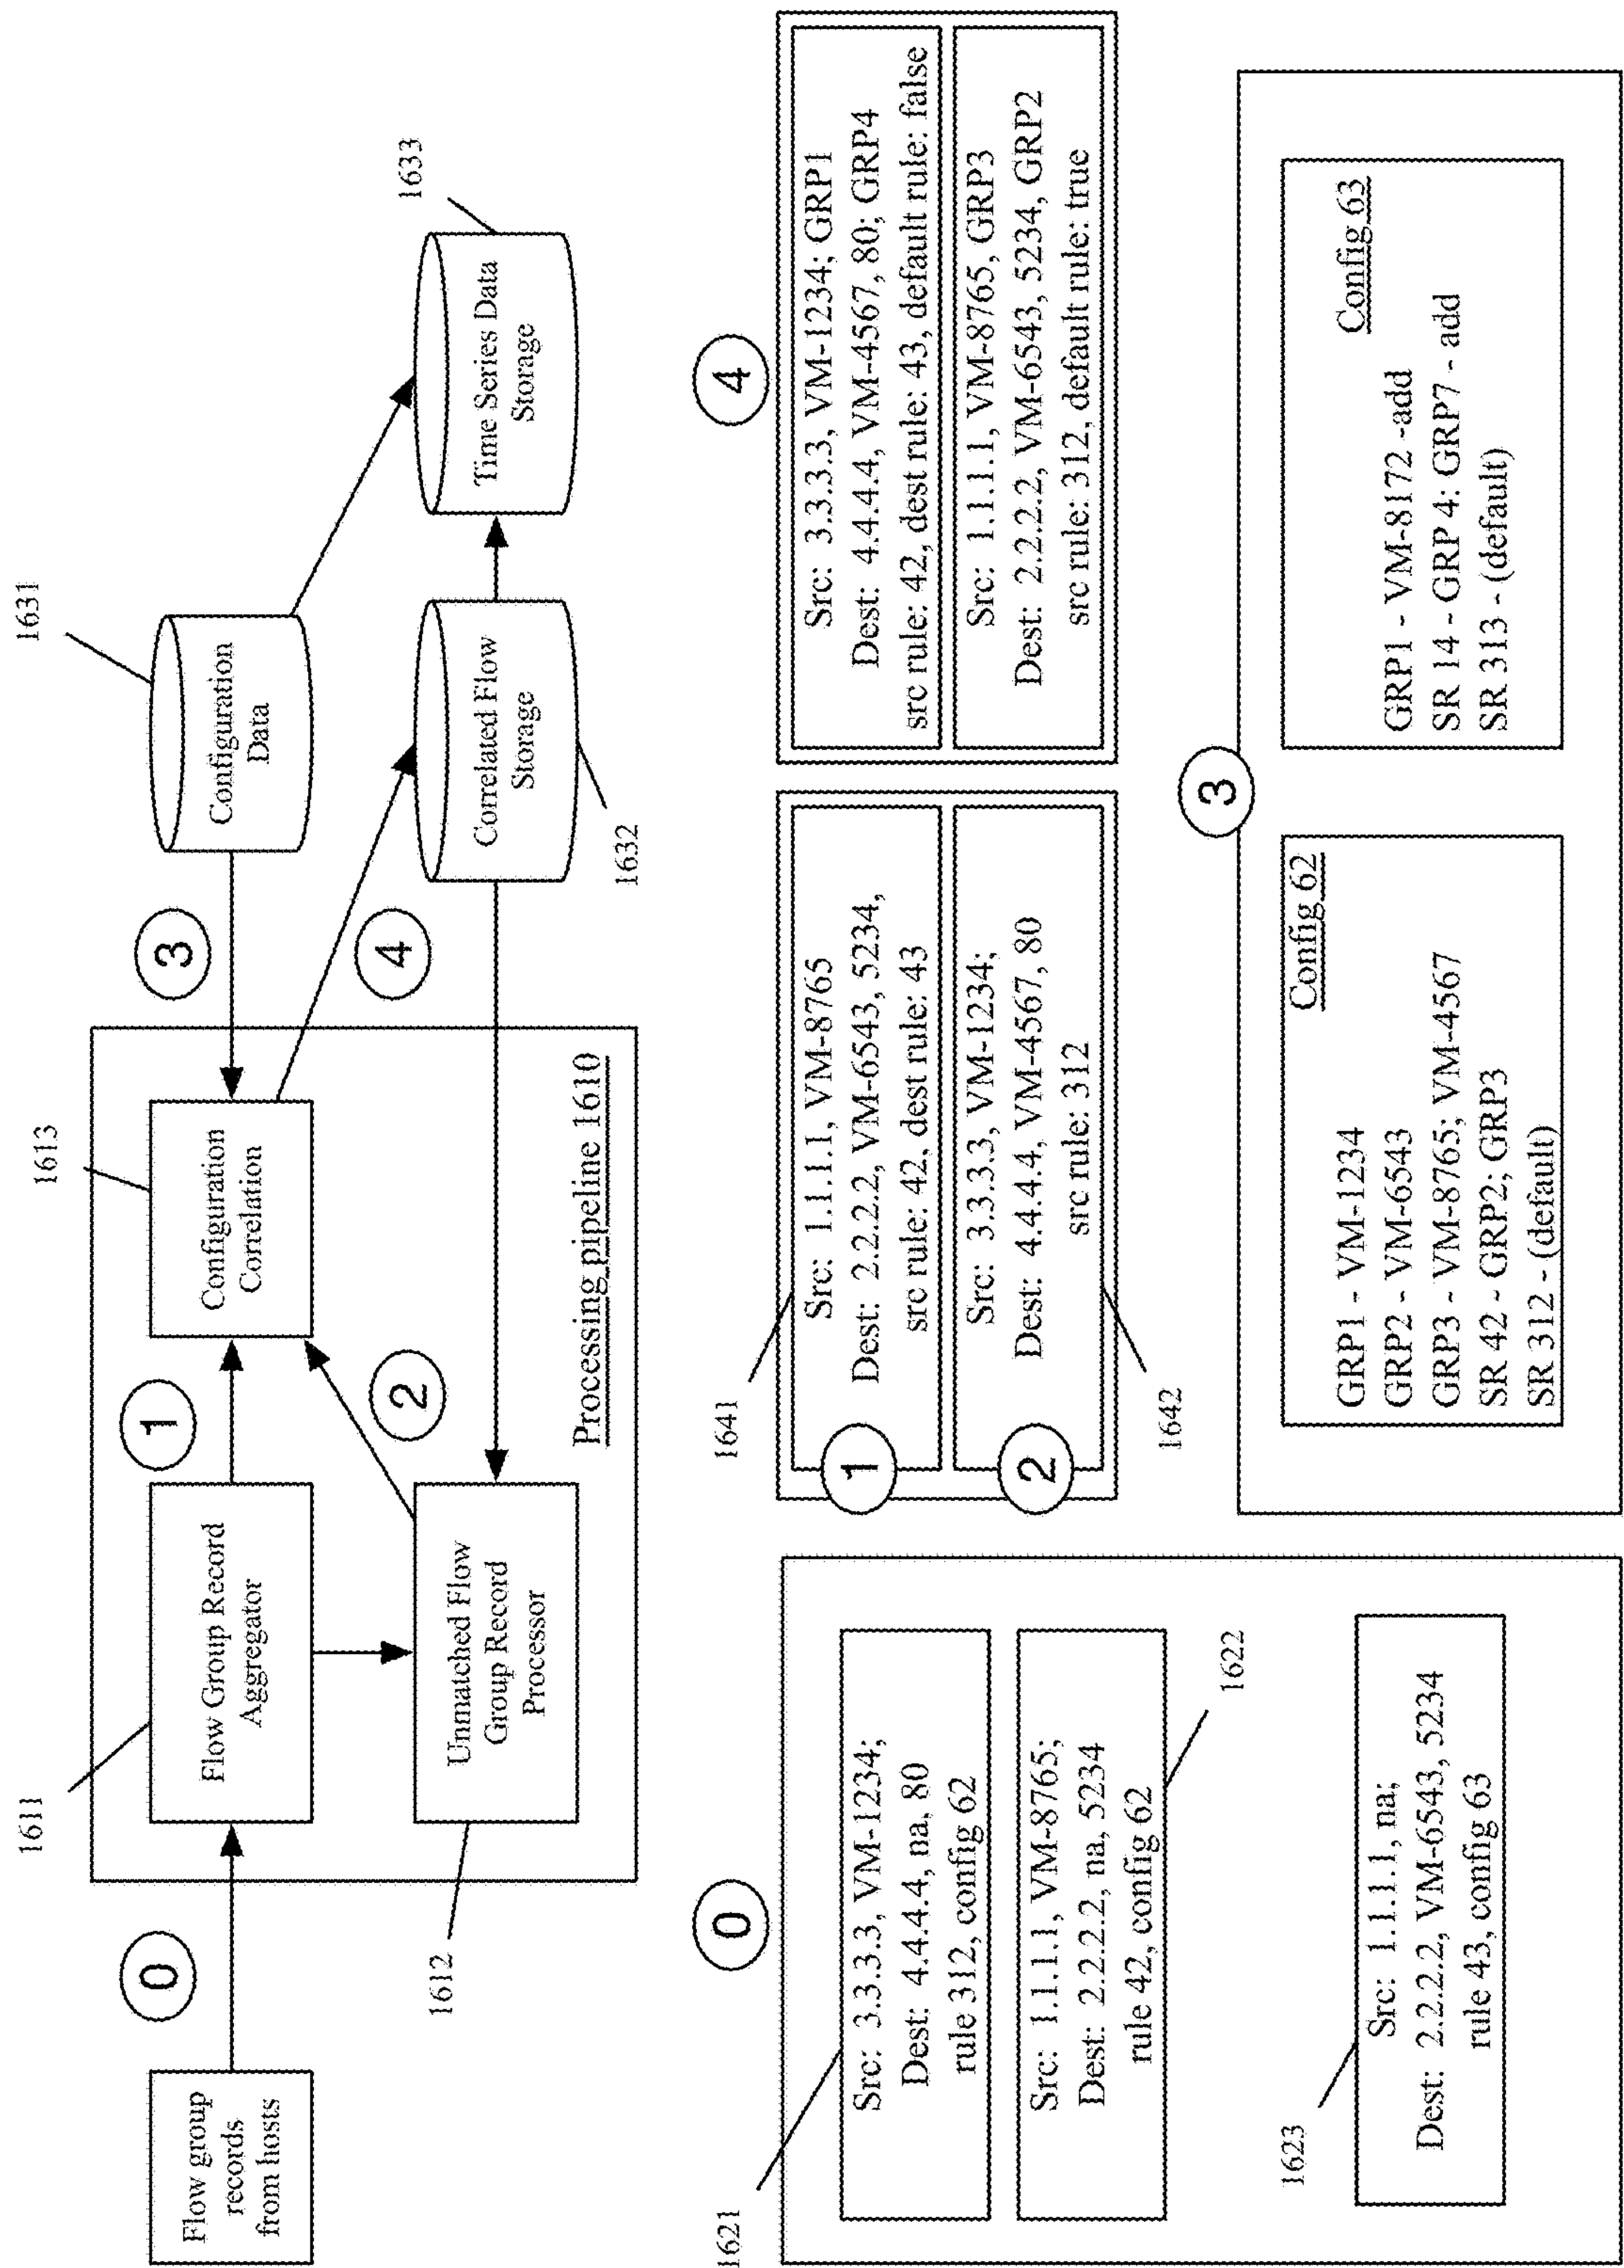 Flow group
records
from hosts
0
1611
Flow Group Record
Aggregator
1
1613
Configuration
Correlation
3
1631
Configuration
Data
1612
Unmatched Flow
Group Record
Processor
2
Processing pipeline 1610
4
1632
Correlated Flow
Storage
1633
Time Series Data
Storage
0
1621
Src: 3.3.3.3, VM-1234;
Dest: 4.4.4.4, na, 80
rule 312, config 62
Src: 1.1.1.1, VM-8765;
Dest: 2.2.2.2, na, 5234
rule 42, config 62
1622
1623
Src: 1.1.1.1, na;
Dest: 2.2.2.2, VM-6543, 5234
rule 43, config 63
1641
1
Src: 1.1.1.1, VM-8765
Dest: 2.2.2.2, VM-6543, 5234,
src rule: 42, dest rule: 43
2
Src: 3.3.3.3, VM-1234;
Dest: 4.4.4.4, VM-4567, 80
src rule: 312
1642
4
Src: 3.3.3.3, VM-1234; GRP1
Dest: 4.4.4.4, VM-4567, 80; GRP4
src rule: 42, dest rule: 43, default rule: false
Src: 1.1.1.1, VM-8765, GRP3
Dest: 2.2.2.2, VM-6543, 5234, GRP2
src rule: 312, default rule: true
3
Config 62
GRP1 - VM-1234
GRP2 - VM-6543
GRP3 - VM-8765; VM-4567
SR 42 - GRP2; GRP3
SR 312 - (default)
Config 63
GRP1 - VM-8172 -add
SR 14 - GRP 4: GRP7 - add
SR 313 - (default)